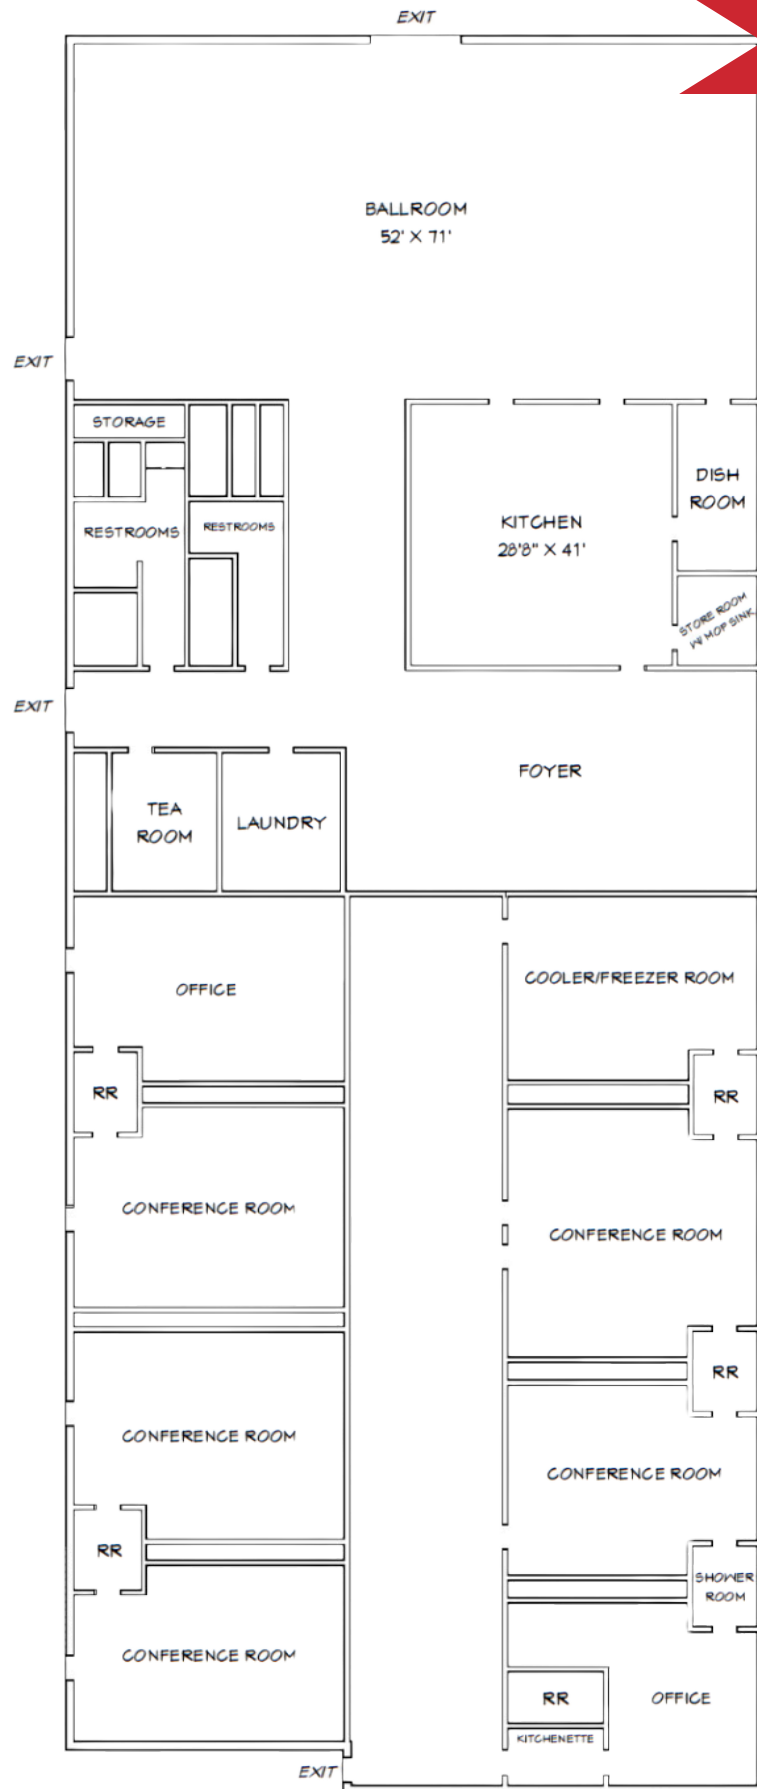 EXIT
BALLROOM
52' X 71'
EXIT
STORAGE
RESTROOMS
RESTROOMS
KITCHEN
28'8" X 41'
DISH
ROOM
STORE ROOM
W/ MOP SINK
EXIT
FOYER
TEA
ROOM
LAUNDRY
OFFICE
COOLER/FREEZER ROOM
RR
RR
CONFERENCE ROOM
CONFERENCE ROOM
RR
CONFERENCE ROOM
CONFERENCE ROOM
RR
SHOWER
ROOM
CONFERENCE ROOM
RR
OFFICE
KITCHENETTE
EXIT